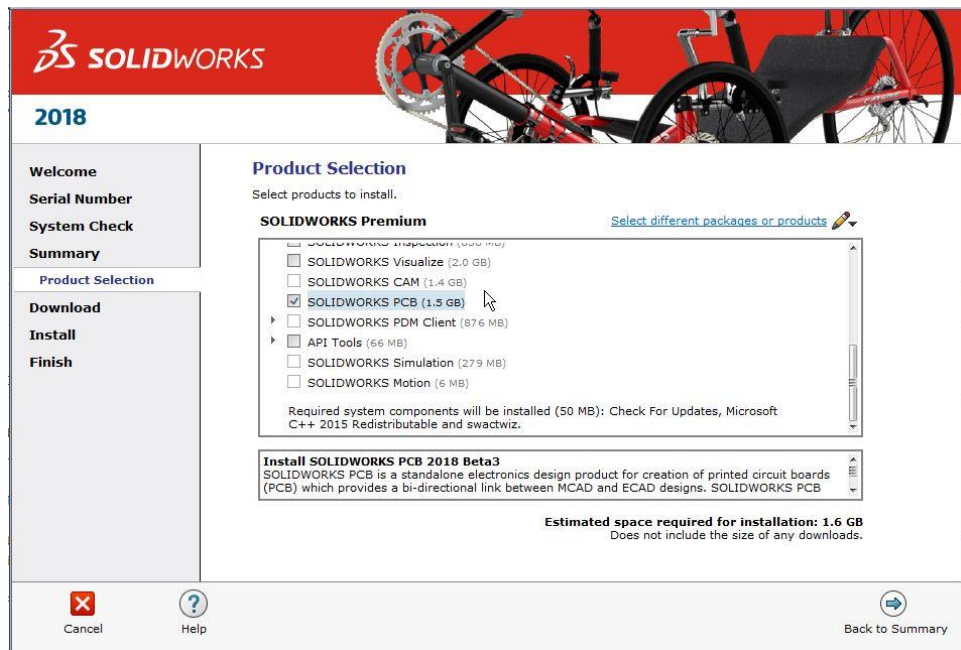 SOLIDWORKS
2018
Welcome
Serial Number
System Check
Summary
Product Selection
Download
Install
Finish
Product Selection
Select products to install.
SOLIDWORKS Premium
Select different packages or products
SOLIDWORKS Inspection (858 MB)
SOLIDWORKS Visualize (2.0 GB)
SOLIDWORKS CAM (1.4 GB)
SOLIDWORKS PCB (1.5 GB)
SOLIDWORKS PDM Client (876 MB)
API Tools (66 MB)
SOLIDWORKS Simulation (279 MB)
SOLIDWORKS Motion (6 MB)
Required system components will be installed (50 MB): Check For Updates, Microsoft
C++ 2015 Redistributable and swactwiz.
Install SOLIDWORKS PCB 2018 Beta3
SOLIDWORKS PCB is a standalone electronics design product for creation of printed circuit boards
(PCB) which provides a bi-directional link between MCAD and ECAD designs. SOLIDWORKS PCB
Estimated space required for installation: 1.6 GB
Does not include the size of any downloads.
Cancel
Help
Back to Summary